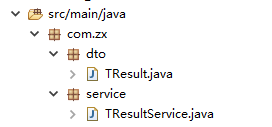 src/main/java
com.zx
dto
TResult.java
service
TResultService.java